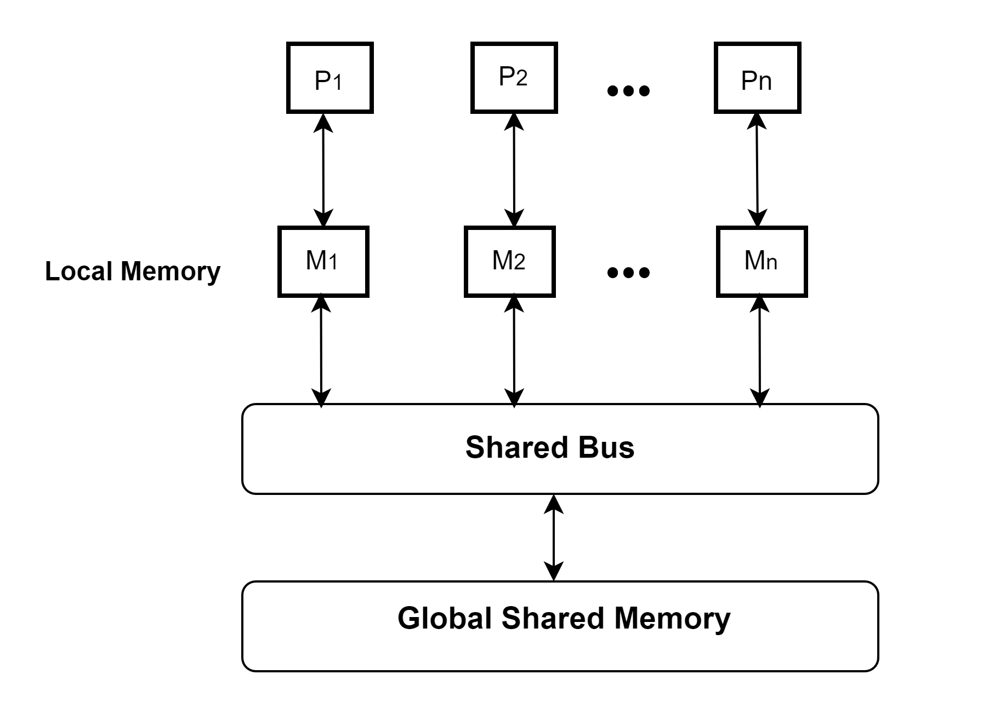 P1 P2 ••• Pn
Local Memory M1 M2 ••• Mn
Shared Bus
Global Shared Memory